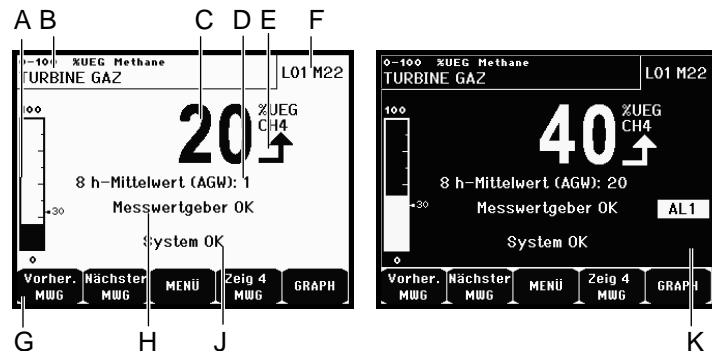 A B C D E F
0-100 %UEG Methane
TURBINE GAZ
L01 M22
100
20
%UEG
CH4
8 h-Mittelwert (AGW): 1
30
Messwertgeber OK
System OK
0
Vorher. MWG
Nächster MWG
MENÜ
Zeig 4 MWG
GRAPH
G H J
0-100 %UEG Methane
TURBINE GAZ
L01 M22
100
40
%UEG
CH4
8 h-Mittelwert (AGW): 20
30
Messwertgeber OK
AL1
System OK
0
Vorher. MWG
Nächster MWG
MENÜ
Zeig 4 MWG
GRAPH
K